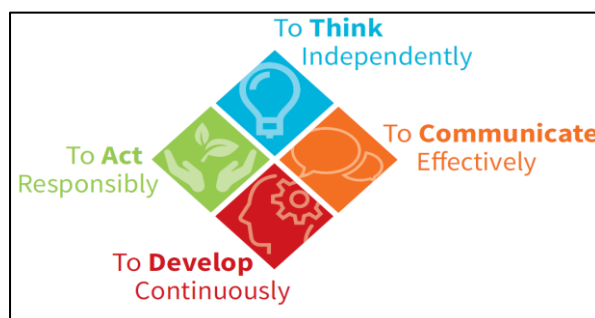 To Think
Independently
To Communicate
Effectively
To Act
Responsibly
To Develop
Continuously